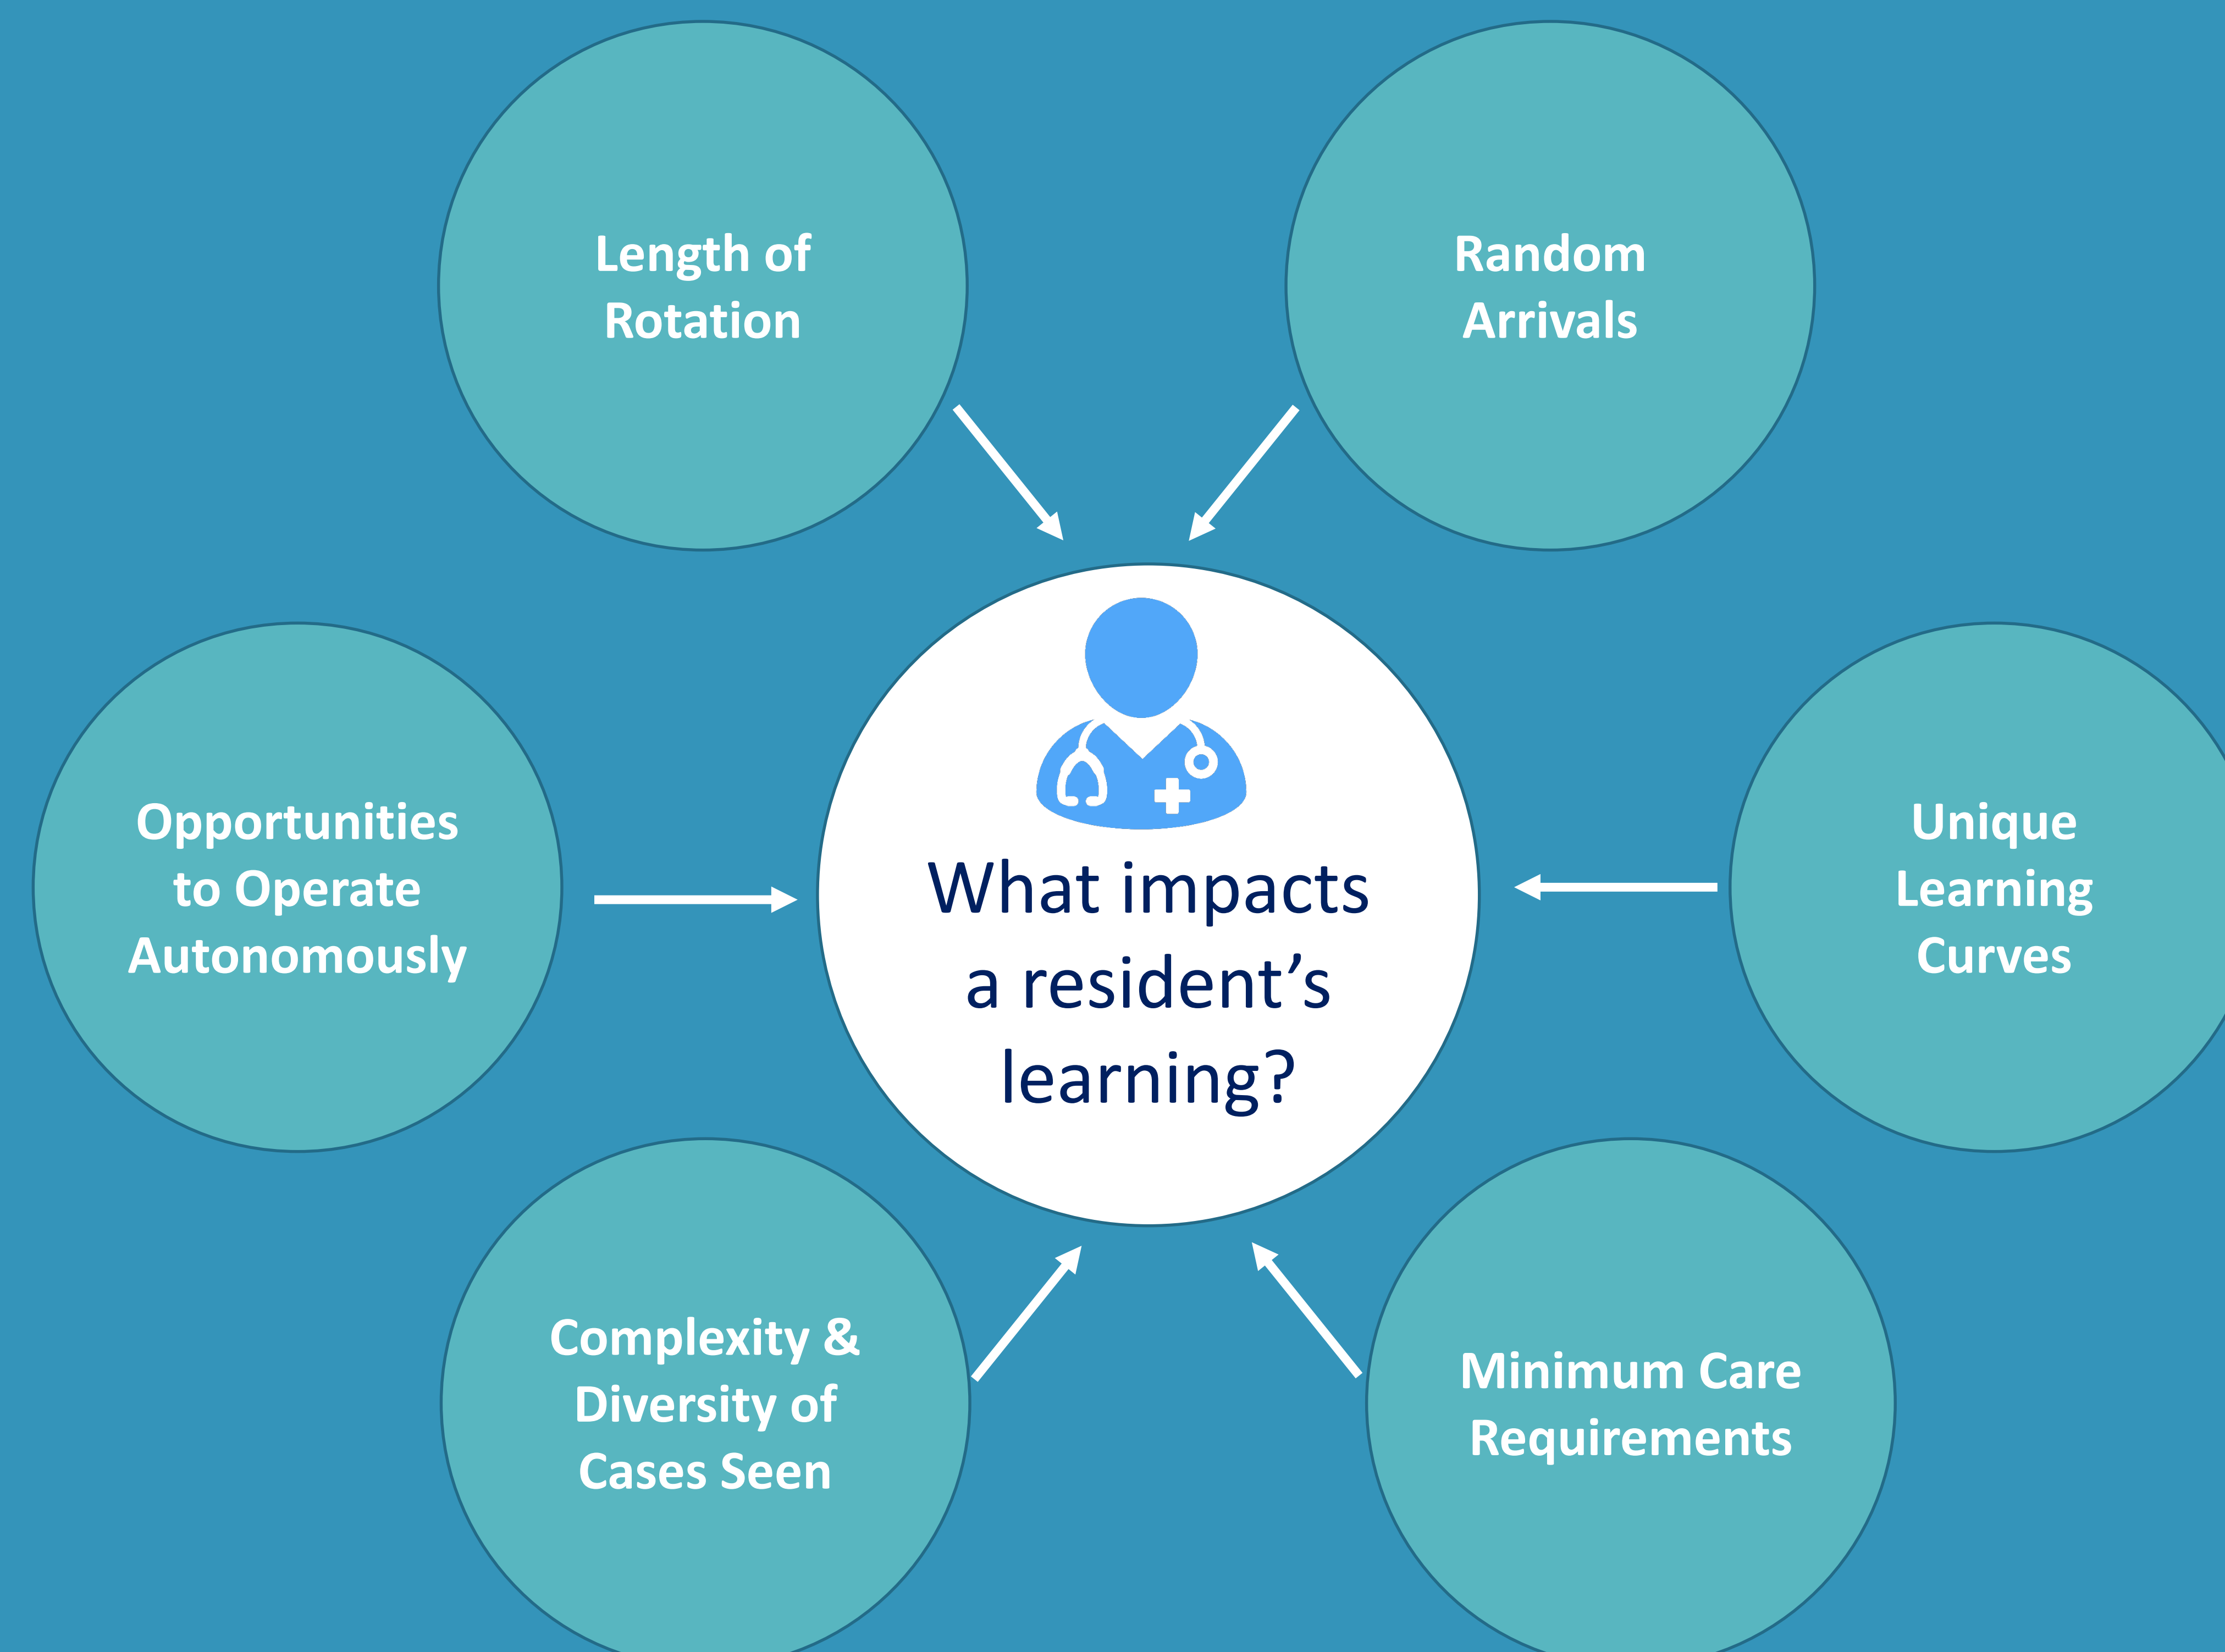 Length of
Rotation
Random
Arrivals
Opportunities
to Operate
Autonomously
What impacts
a resident’s
learning?
Unique
Learning
Curves
Complexity &
Diversity of
Cases Seen
Minimum Care
Requirements